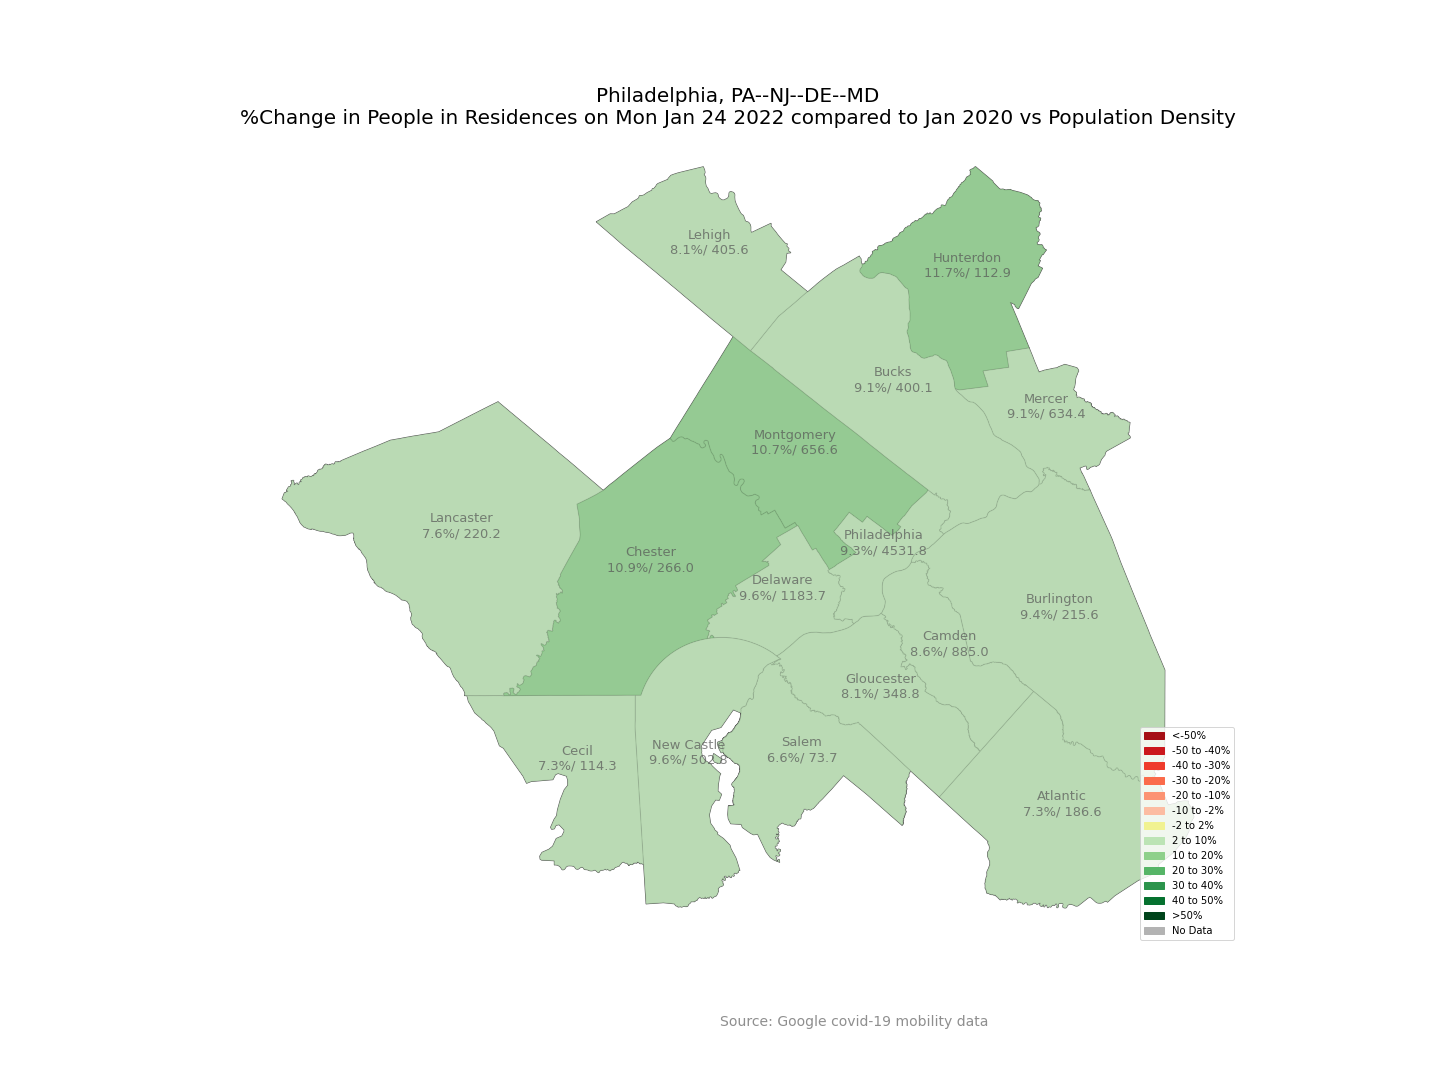 Philadelphia, PA--NJ--DE--MD
%Change in People in Residences on Mon Jan 24 2022 compared to Jan 2020 vs Population Density
Lehigh
8.1%/ 405.6
Hunterdon
11.7%/ 112.9
Bucks
9.1%/ 400.1
Mercer
9.1%/ 634.4
Montgomery
10.7%/ 656.6
Lancaster
7.6%/ 220.2
Chester
10.9%/ 266.0
Philadelphia
9.3%/ 4531.8
Delaware
9.6%/ 1183.7
Burlington
9.4%/ 215.6
Camden
8.6%/ 885.0
Gloucester
8.1%/ 348.8
Cecil
7.3%/ 114.3
New Castle
9.6%/ 502.8
Salem
6.6%/ 73.7
Atlantic
7.3%/ 186.6
<-50%
-50 to -40%
-40 to -30%
-30 to -20%
-20 to -10%
-10 to -2%
-2 to 2%
2 to 10%
10 to 20%
20 to 30%
30 to 40%
40 to 50%
>50%
No Data
Source: Google covid-19 mobility data